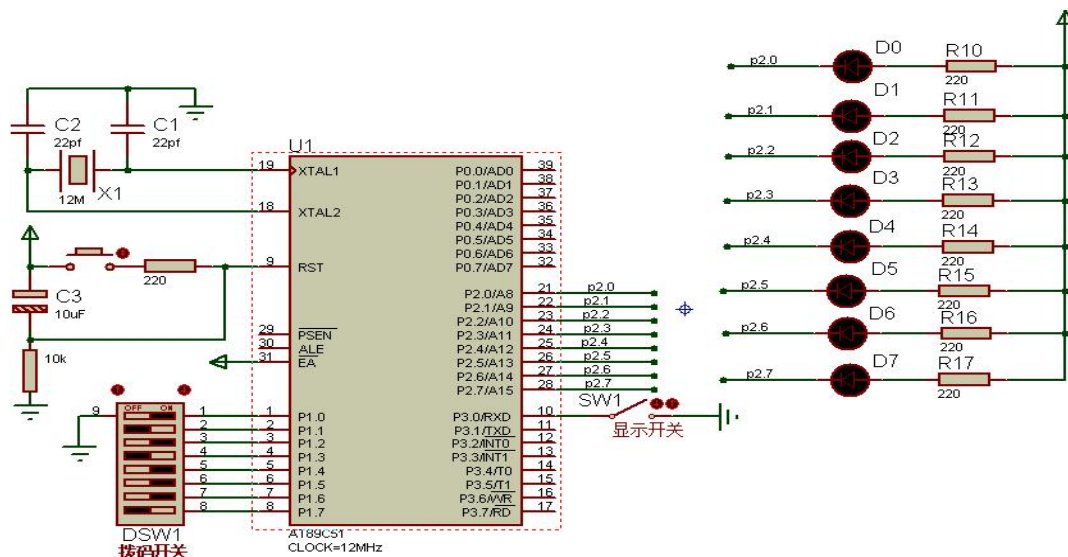 C2
22pf
C1
22pf
X1
12M
220
C3
10uF
10k
9
OFF ON
1
2
3
4
5
6
7
8
DSW1
拨码开关
U1
19 XTAL1
18 XTAL2
9 RST
29 PSEN
30 ALE
31 EA
1 P1.0
2 P1.1
3 P1.2
4 P1.3
5 P1.4
6 P1.5
7 P1.6
8 P1.7
P0.0/AD0 39
P0.1/AD1 38
P0.2/AD2 37
P0.3/AD3 36
P0.4/AD4 35
P0.5/AD5 34
P0.6/AD6 33
P0.7/AD7 32
P2.0/A8 21 p2.0
P2.1/A9 22 p2.1
P2.2/A10 23 p2.2
P2.3/A11 24 p2.3
P2.4/A12 25 p2.4
P2.5/A13 26 p2.5
P2.6/A14 27 p2.6
P2.7/A15 28 p2.7
P3.0/RXD 10
P3.1/TXD 11
P3.2/INT0 12
P3.3/INT1 13
P3.4/T0 14
P3.5/T1 15
P3.6/WR 16
P3.7/RD 17
AT89C51
CLOCK=12MHz
SW1
显示开关
p2.0 D0 R10
220
p2.1 D1 R11
220
p2.2 D2 R12
220
p2.3 D3 R13
220
p2.4 D4 R14
220
p2.5 D5 R15
220
p2.6 D6 R16
220
p2.7 D7 R17
220